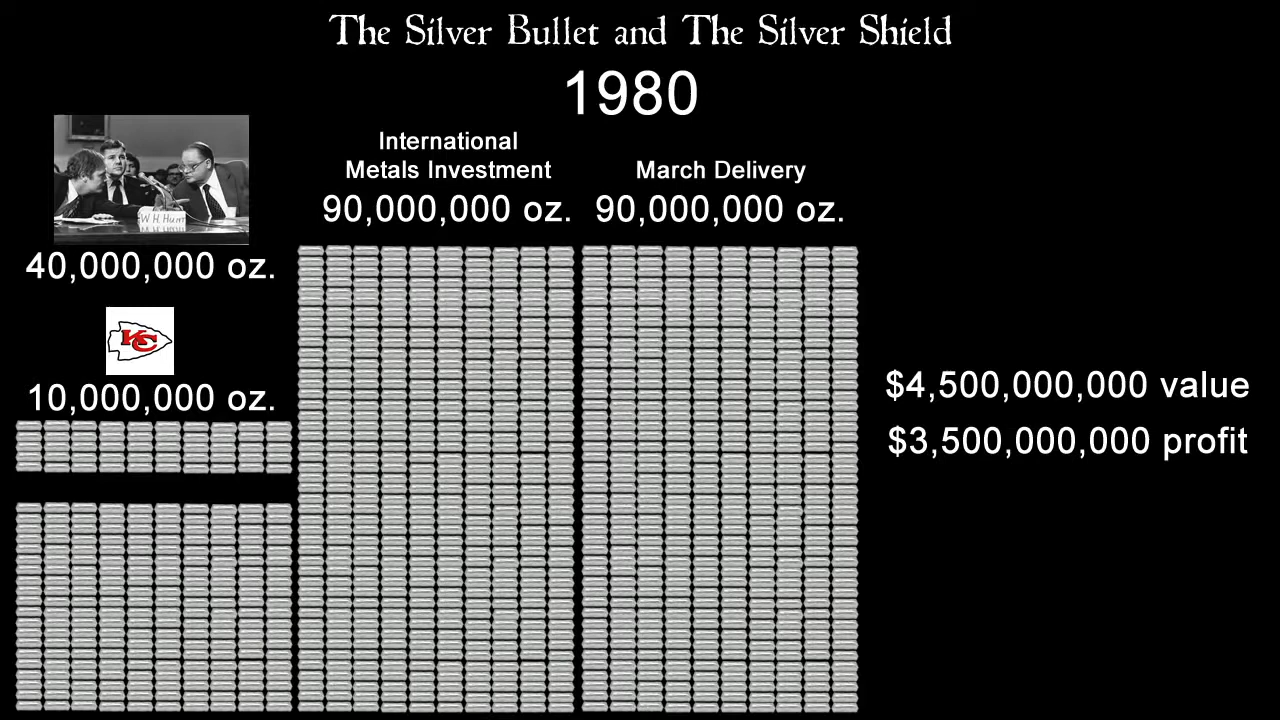 The Silver Bullet and The Silver Shield
1980
International
Metals Investment
90,000,000 oz.
March Delivery
90,000,000 oz.
W.H. Hunt
40,000,000 oz.
KC
10,000,000 oz.
$4,500,000,000 value
$3,500,000,000 profit